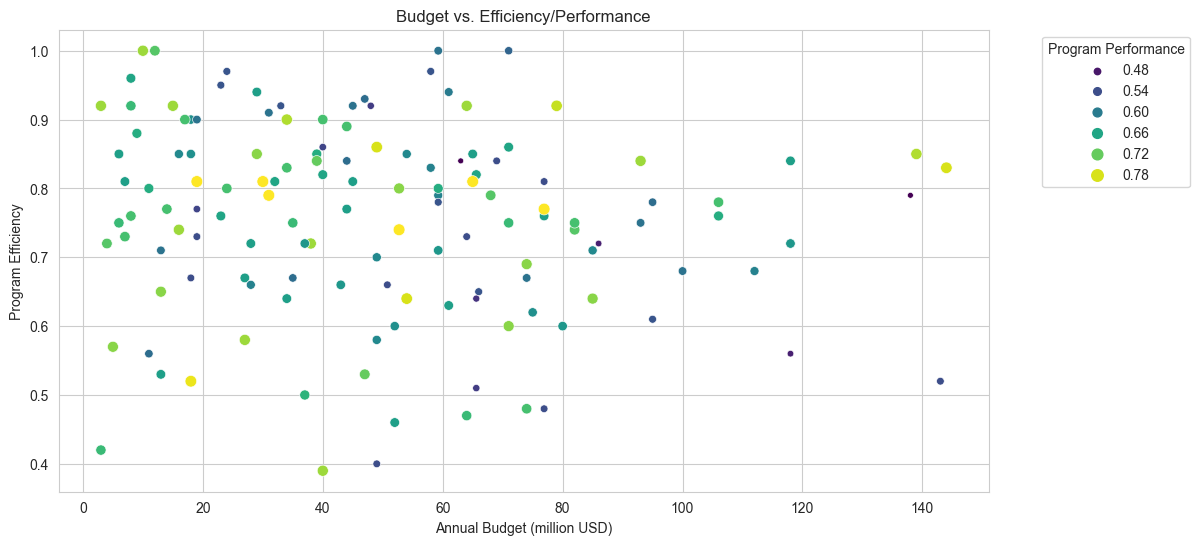 Budget vs. Efficiency/Performance
Program Performance
0.48
0.54
0.60
0.66
0.72
0.78
Program Efficiency
1.0
0.9
0.8
0.7
0.6
0.5
0.4
0 20 40 60 80 100 120 140
Annual Budget (million USD)